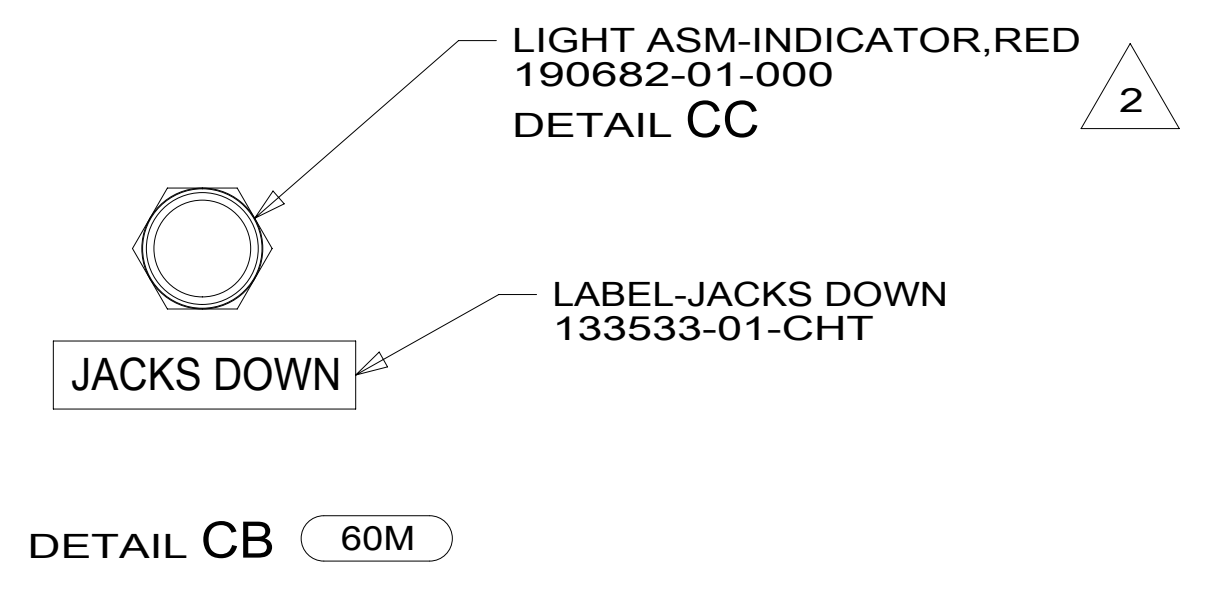 LIGHT ASM-INDICATOR,RED
190682-01-000
DETAIL CC
2
LABEL-JACKS DOWN
133533-01-CHT
JACKS DOWN
DETAIL CB 60M